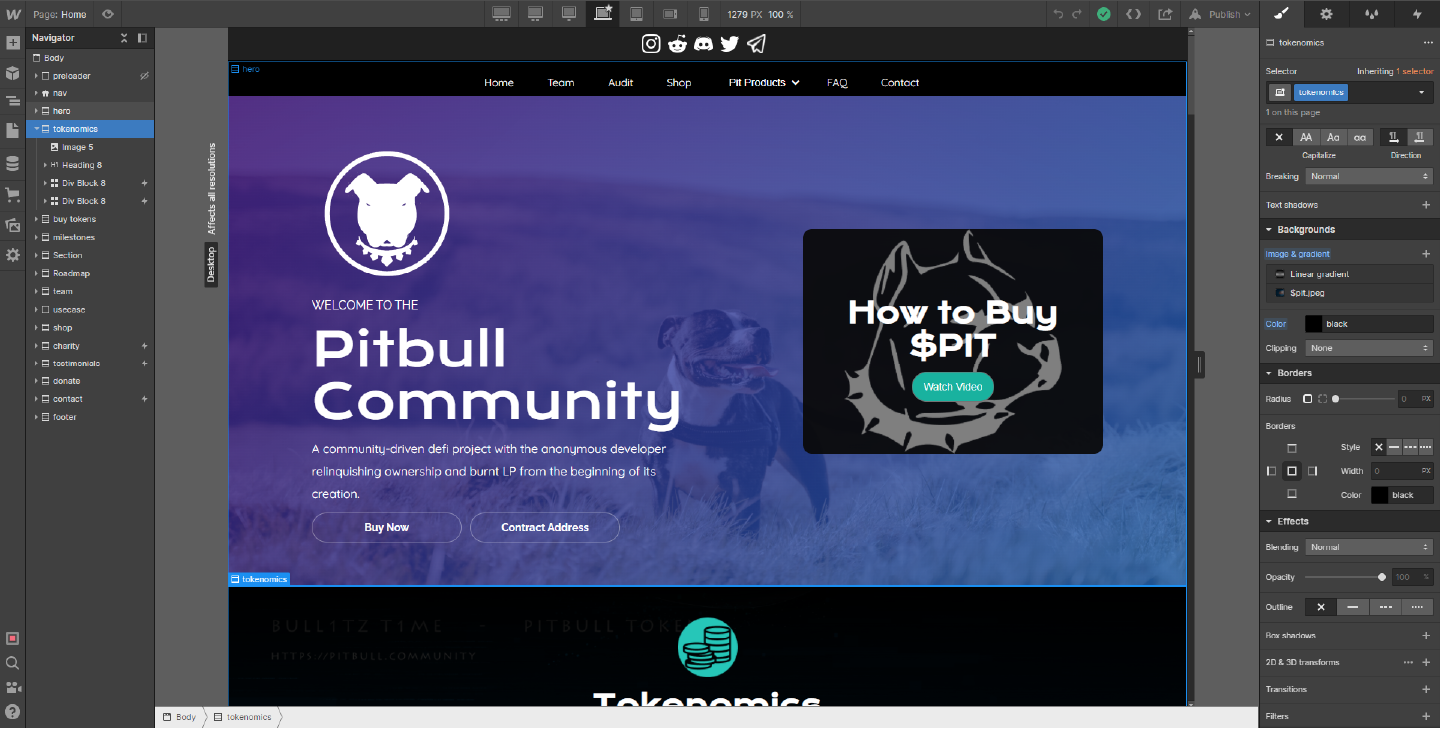 Page: Home
1279 PX 100 %
Publish
Navigator
Body
preloader
nav
hero
tokenomics
Image 5
H1 Heading 8
Div Block 8
Div Block 8
buy tokens
milestones
Section
Roadmap
team
usecase
shop
charity
testimonials
donate
contact
footer
Affects all resolutions
Desktop
hero
Home Team Audit Shop Pit Products FAQ Contact
WELCOME TO THE
Pitbull
Community
A community-driven defi project with the anonymous developer
relinquishing ownership and burnt LP from the beginning of its
creation.
Buy Now
Contract Address
How to Buy
$PIT
Watch Video
tokenomics
BULL1TZ T1ME - PITBULL TOKE
HTTPS://PITBULL.COMMUNITY
Tokenomics
Body
tokenomics
tokenomics
Selector
Inheriting 1 selector
tokenomics
1 on this page
AA Aa aa
Capitalize
Direction
Breaking
Normal
Text shadows
Backgrounds
Image & gradient
Linear gradient
$pit.jpeg
Color
black
Clipping
None
Borders
Radius
0 PX
Borders
Style
Width
0 PX
Color
black
Effects
Blending
Normal
Opacity
100 %
Outline
Box shadows
2D & 3D transforms
Transitions
Filters